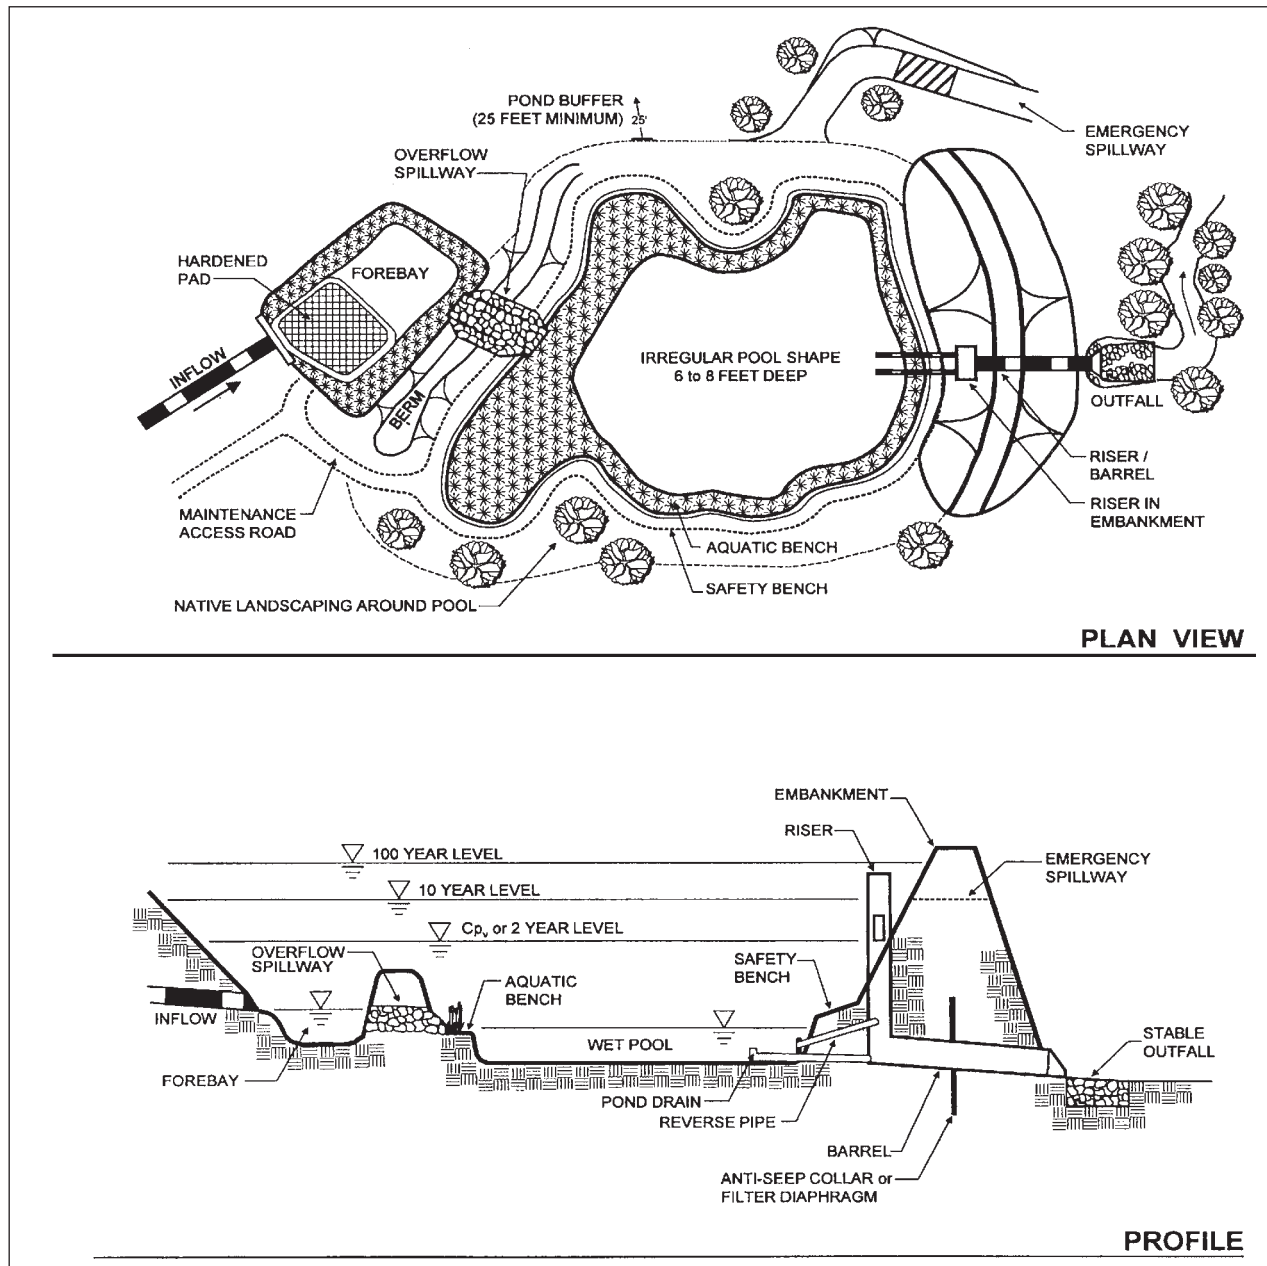 POND BUFFER
(25 FEET MINIMUM)
25'
OVERFLOW
SPILLWAY
EMERGENCY
SPILLWAY
HARDENED
PAD
FOREBAY
INFLOW
BERM
IRREGULAR POOL SHAPE
6 to 8 FEET DEEP
OUTFALL
RISER /
BARREL
RISER IN
EMBANKMENT
MAINTENANCE
ACCESS ROAD
AQUATIC BENCH
SAFETY BENCH
NATIVE LANDSCAPING AROUND POOL
PLAN VIEW
EMBANKMENT
RISER
100 YEAR LEVEL
EMERGENCY
SPILLWAY
10 YEAR LEVEL
Cpv or 2 YEAR LEVEL
OVERFLOW
SPILLWAY
SAFETY
BENCH
AQUATIC
BENCH
INFLOW
WET POOL
STABLE
OUTFALL
FOREBAY
POND DRAIN
REVERSE PIPE
BARREL
ANTI-SEEP COLLAR or
FILTER DIAPHRAGM
PROFILE